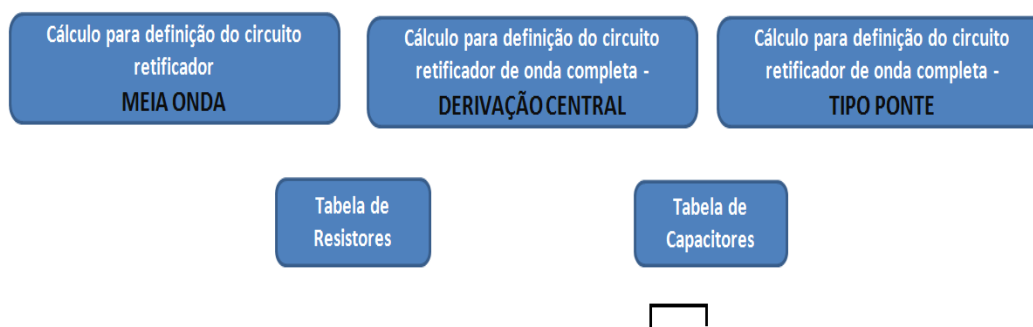 Cálculo para definição do circuito
retificador
MEIA ONDA
Cálculo para definição do circuito
retificador de onda completa -
DERIVAÇÃO CENTRAL
Cálculo para definição do circuito
retificador de onda completa -
TIPO PONTE
Tabela de
Resistores
Tabela de
Capacitores